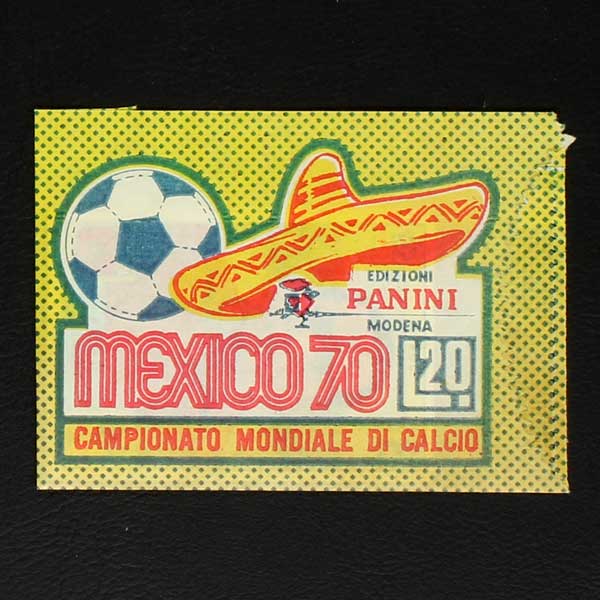 EDIZIONI
PANINI
MODENA
MEXICO 70 L.20.
CAMPIONATO MONDIALE DI CALCIO